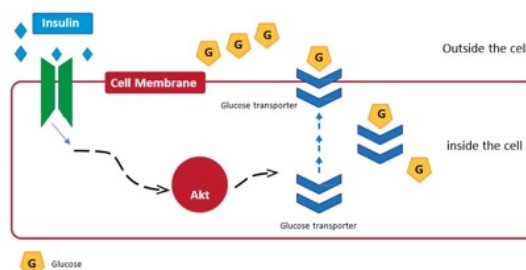 Insulin
G
G
G
G
Outside the cell
Cell Membrane
Glucose transporter
G
inside the cell
G
Akt
Glucose transporter
G
Glucose